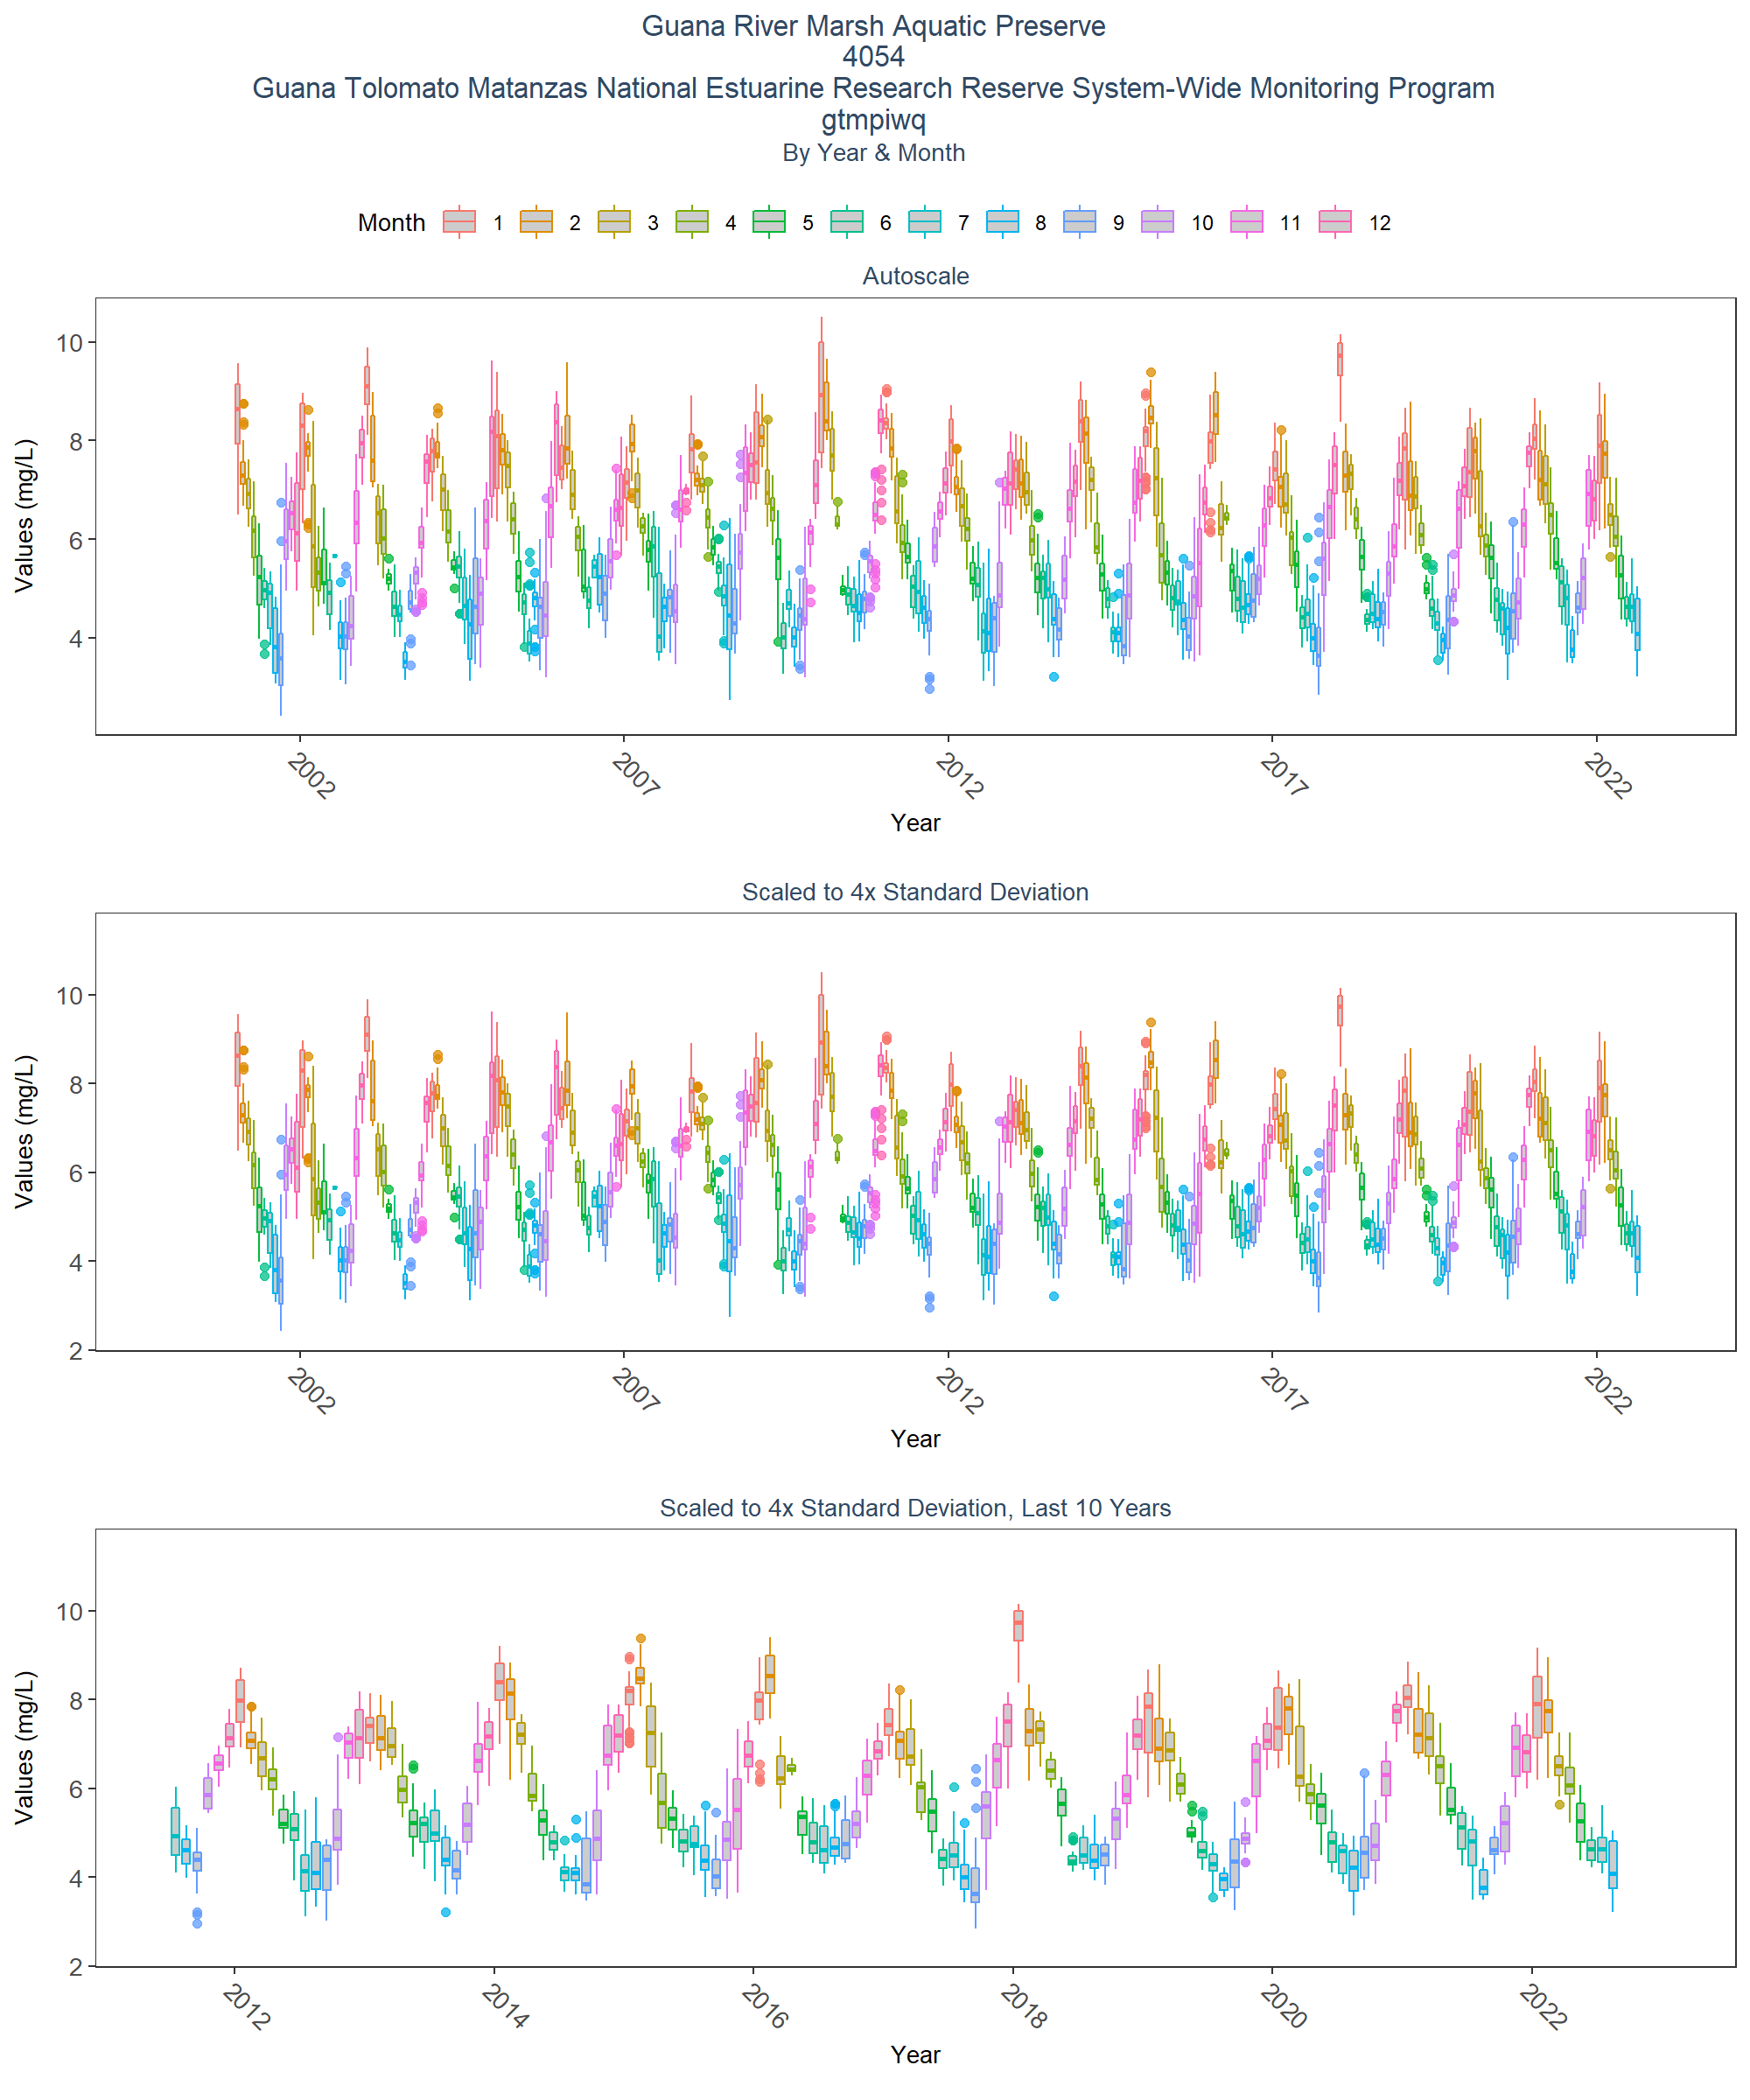 Guana River Marsh Aquatic Preserve
4054
Guana Tolomato Matanzas National Estuarine Research Reserve System-Wide Monitoring Program
gtmpiwq
By Year & Month
Month 1 2 3 4 5 6 7 8 9 10 11 12
Autoscale
10
8
6
4
Values (mg/L)
2002 2007 2012 2017 2022
Year
Scaled to 4x Standard Deviation
10
8
6
4
2
Values (mg/L)
2002 2007 2012 2017 2022
Year
Scaled to 4x Standard Deviation, Last 10 Years
10
8
6
4
2
Values (mg/L)
2012 2014 2016 2018 2020 2022
Year